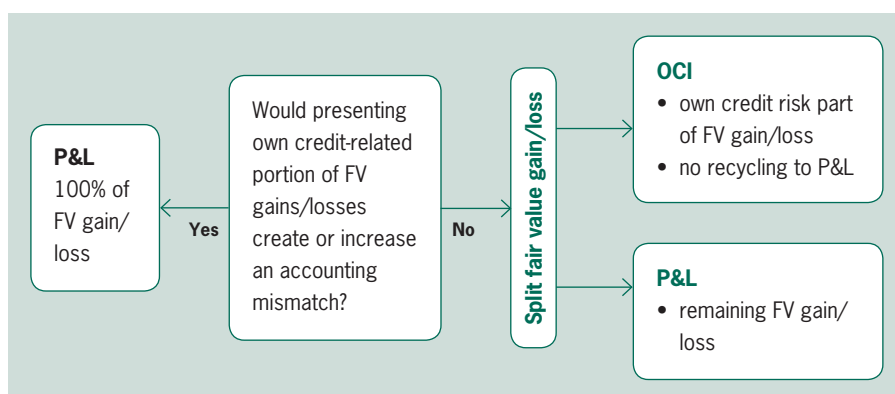 P&L
100% of
FV gain/
loss
Yes
Would presenting
own credit-related
portion of FV
gains/losses
create or increase
an accounting
mismatch?
No
Split fair value gain/loss
OCI
• own credit risk part
of FV gain/loss
• no recycling to P&L
P&L
• remaining FV gain/
loss